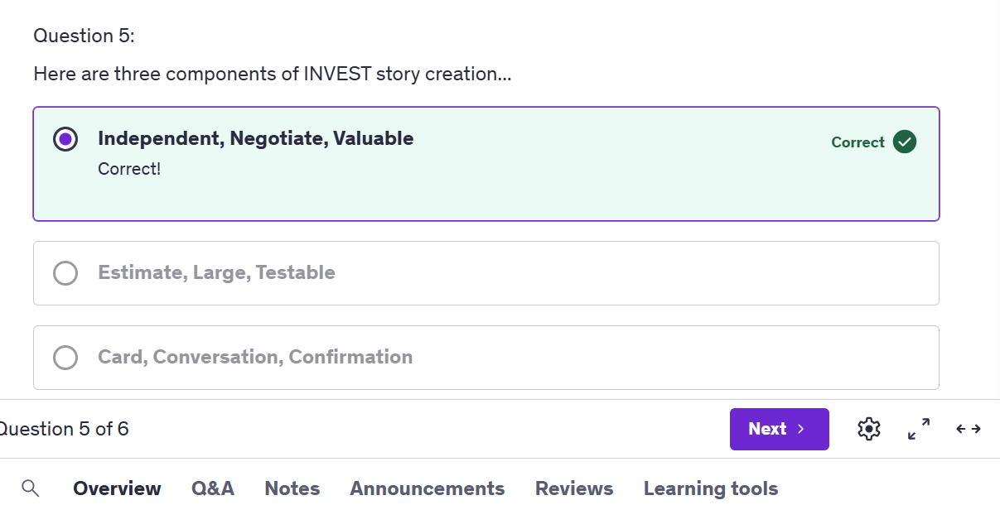 Question 5:
Here are three components of INVEST story creation...
Independent, Negotiate, Valuable
Correct
Correct!
Estimate, Large, Testable
Card, Conversation, Confirmation
Question 5 of 6
Next
Overview Q&A Notes Announcements Reviews Learning tools